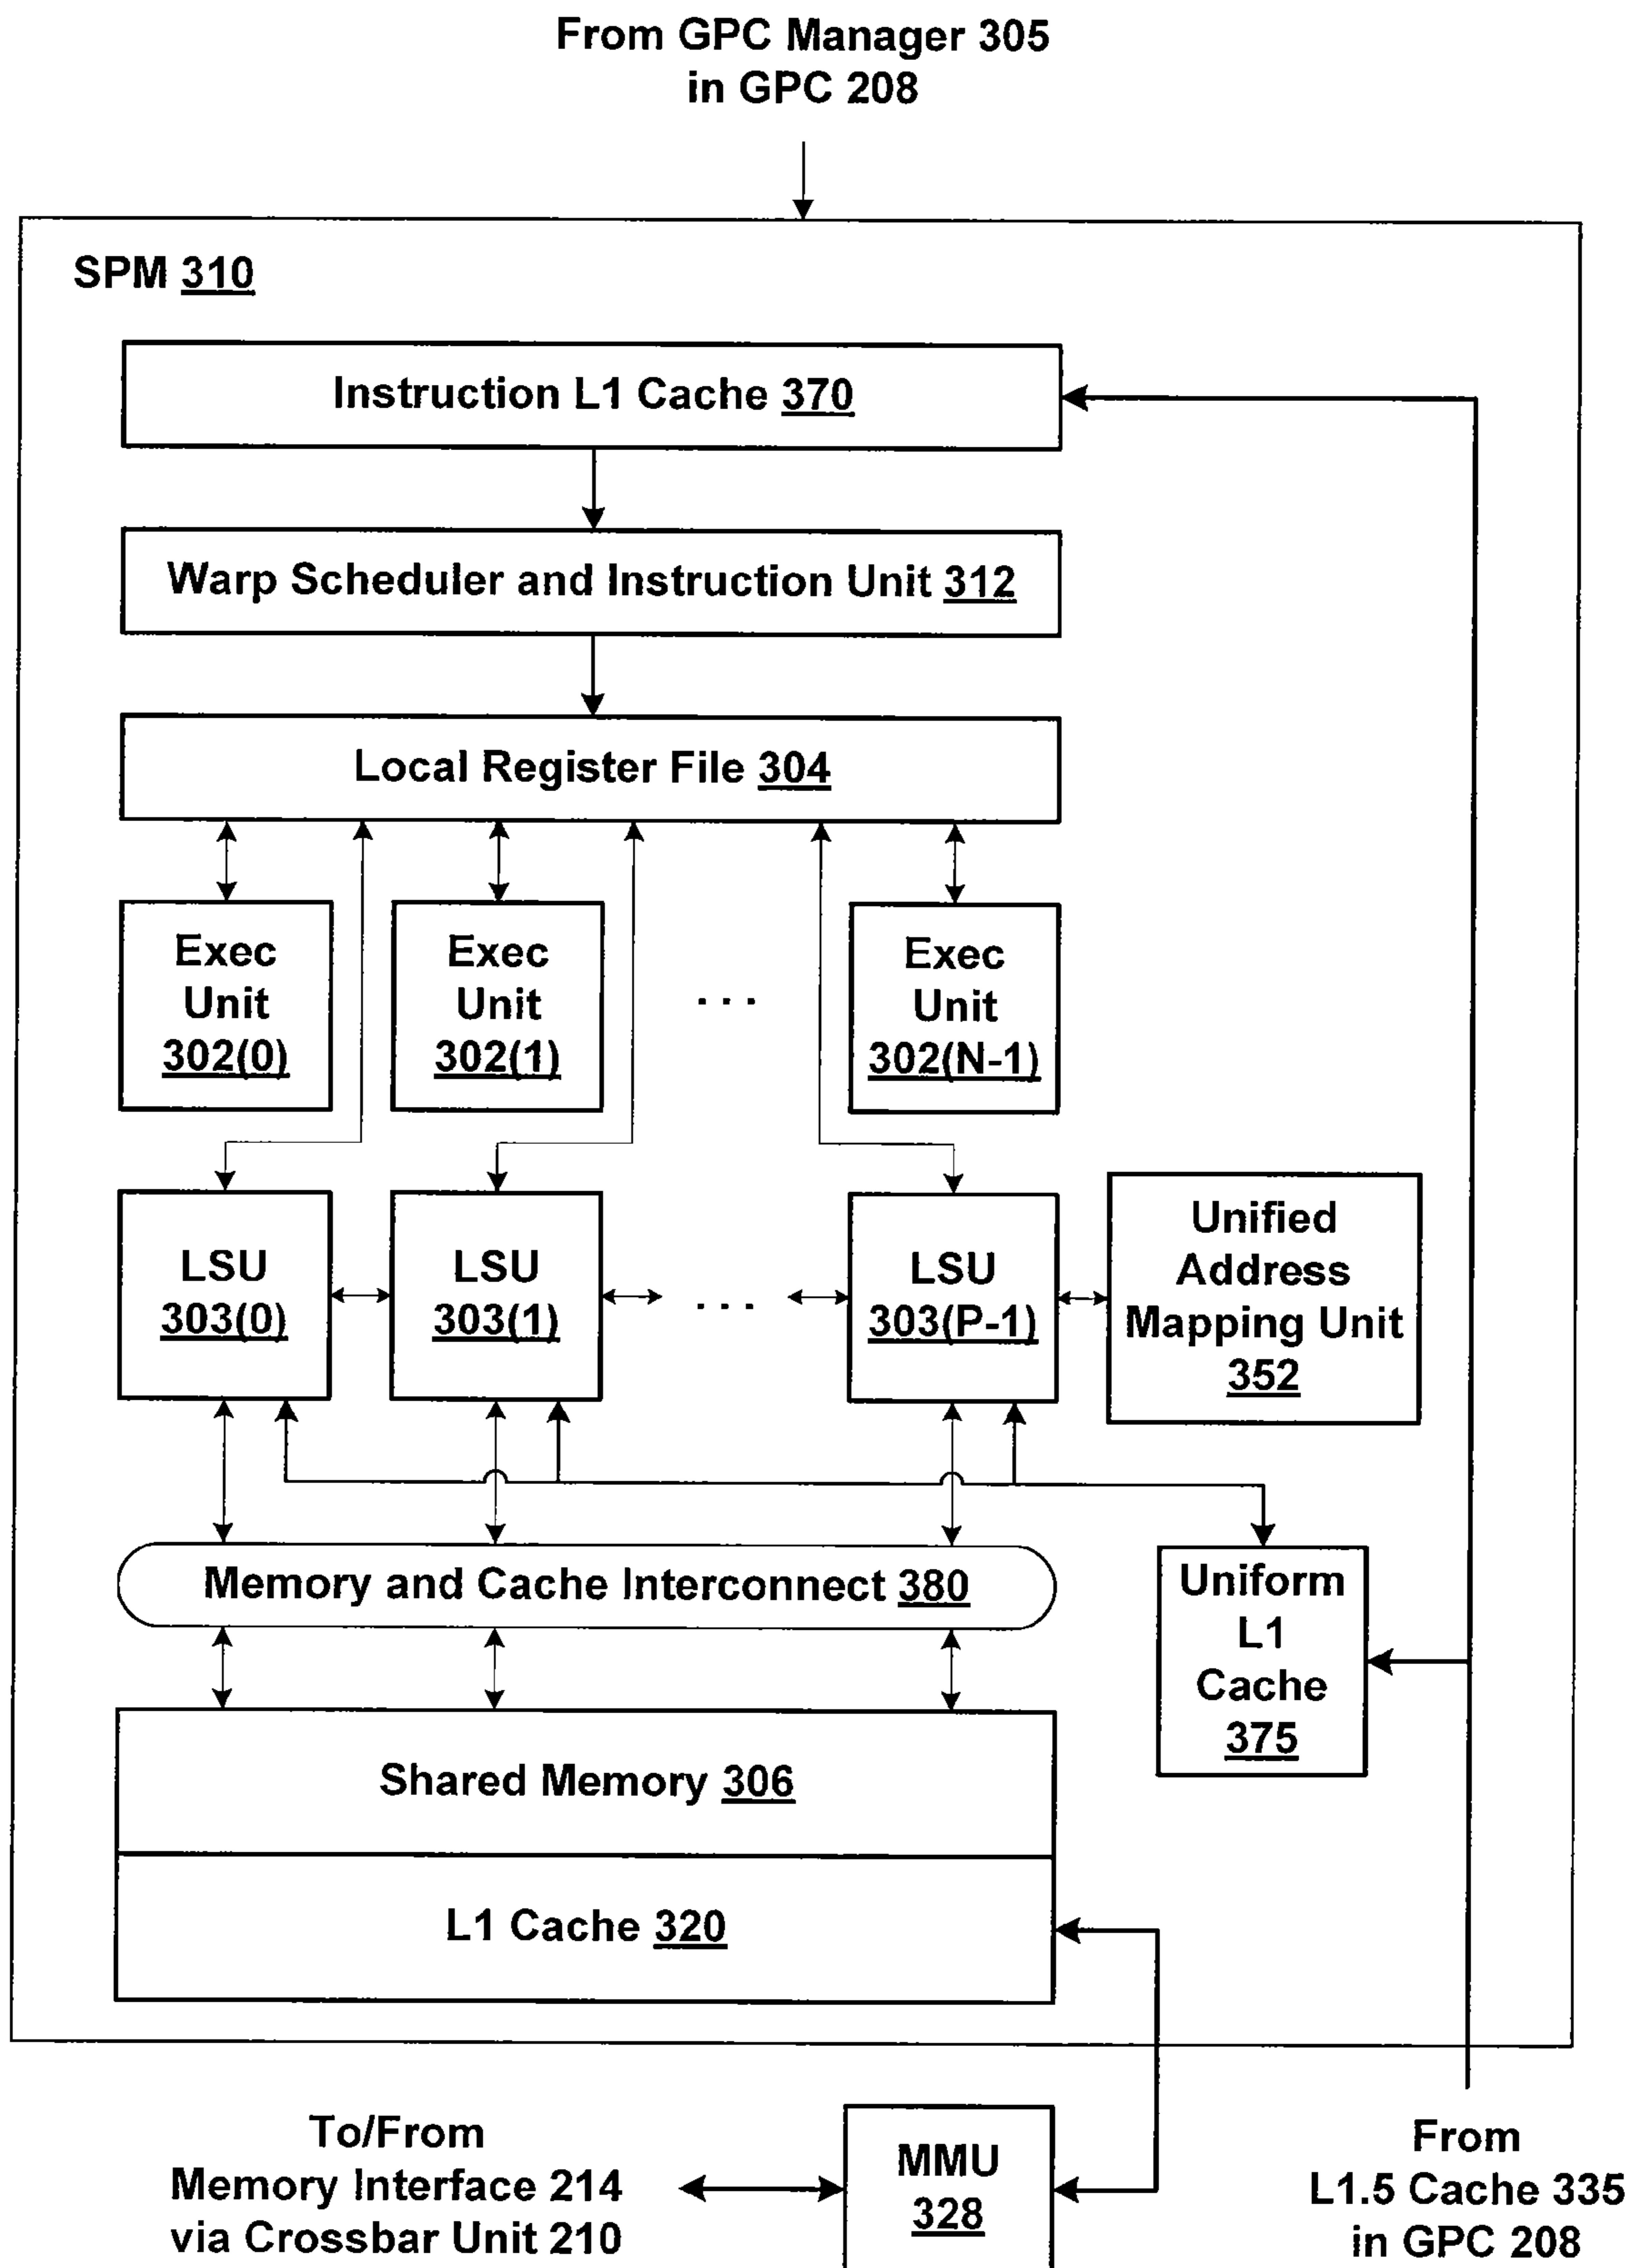 From GPC Manager 305
in GPC 208
SPM 310
Instruction L1 Cache 370
Warp Scheduler and Instruction Unit 312
Local Register File 304
Exec
Unit
302(0)
Exec
Unit
302(1)
. . .
Exec
Unit
302(N-1)
LSU
303(0)
LSU
303(1)
. . .
LSU
303(P-1)
Unified
Address
Mapping Unit
352
Memory and Cache Interconnect 380
Uniform
L1
Cache
375
Shared Memory 306
L1 Cache 320
To/From
Memory Interface 214
via Crossbar Unit 210
MMU
328
From
L1.5 Cache 335
in GPC 208